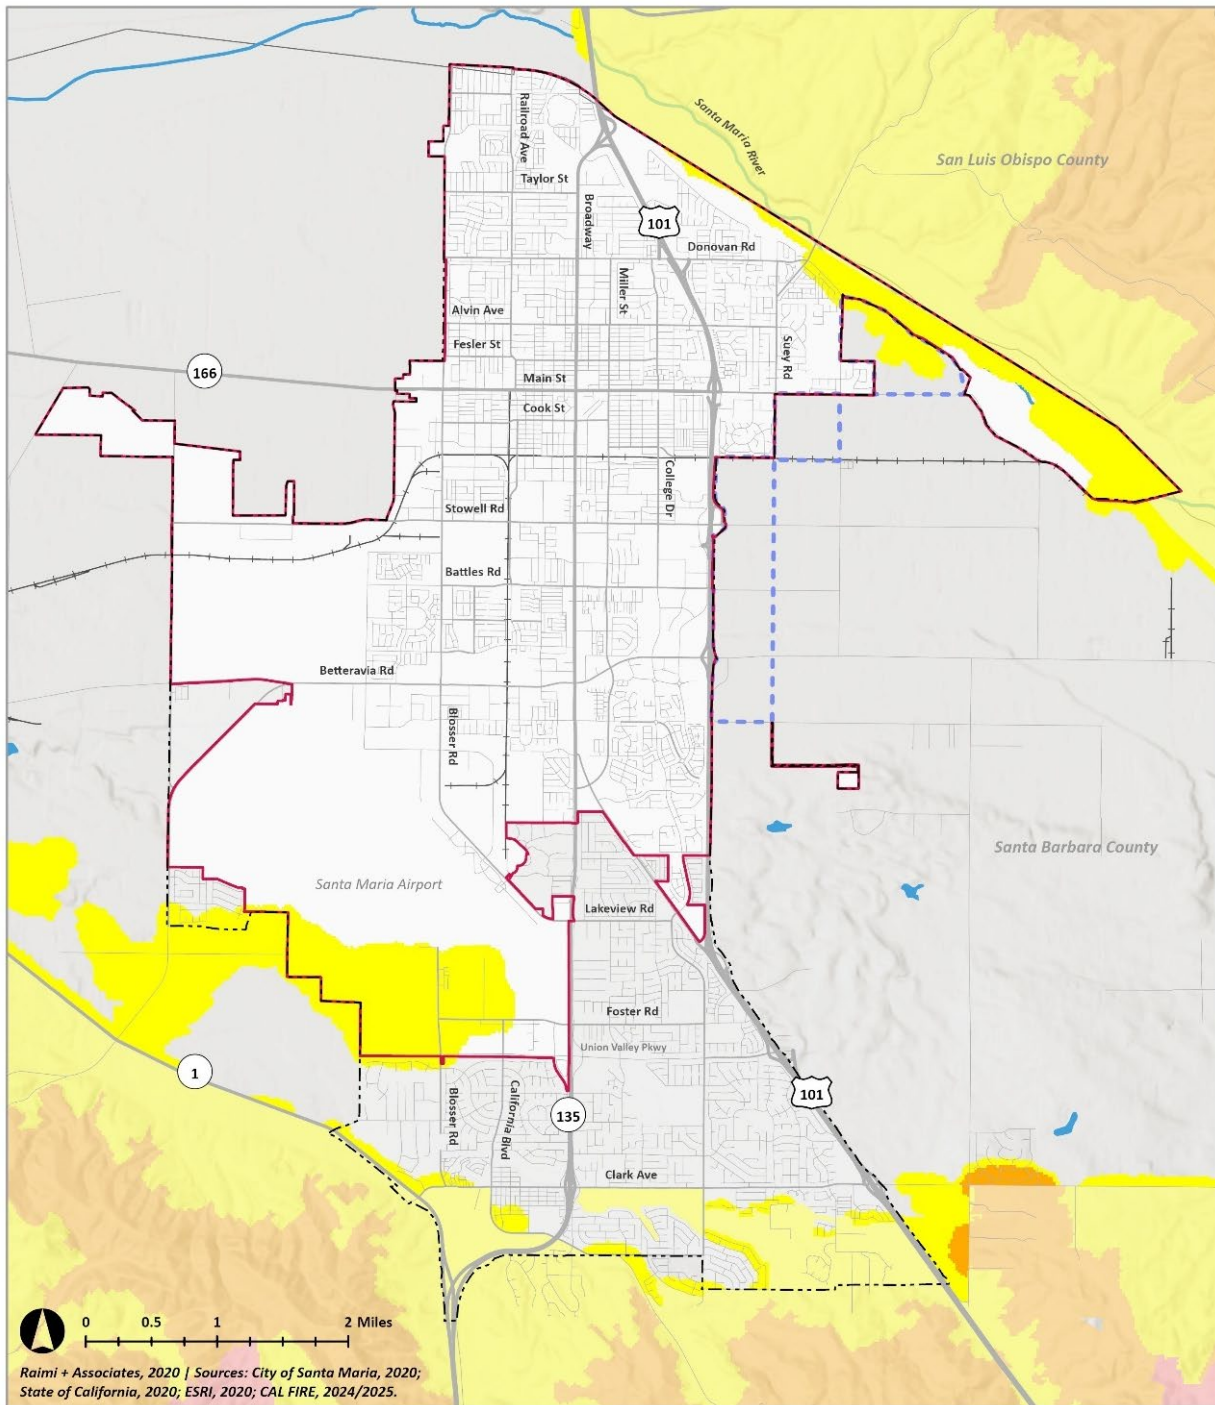 Railroad Ave
Santa Maria River
San Luis Obispo County
Taylor St
Broadway
101
Donovan Rd
Miller St
Alvin Ave
Fesler St
Suey Rd
166
Main St
Cook St
College Dr
Stowell Rd
Battles Rd
Betteravia Rd
Blosser Rd
Santa Barbara County
Santa Maria Airport
Lakeview Rd
Foster Rd
Union Valley Pkwy
1
Blosser Rd
California Blvd
135
101
Clark Ave
0 0.5 1 2 Miles
Raimi + Associates, 2020 | Sources: City of Santa Maria, 2020;
State of California, 2020; ESRI, 2020; CAL FIRE, 2024/2025.